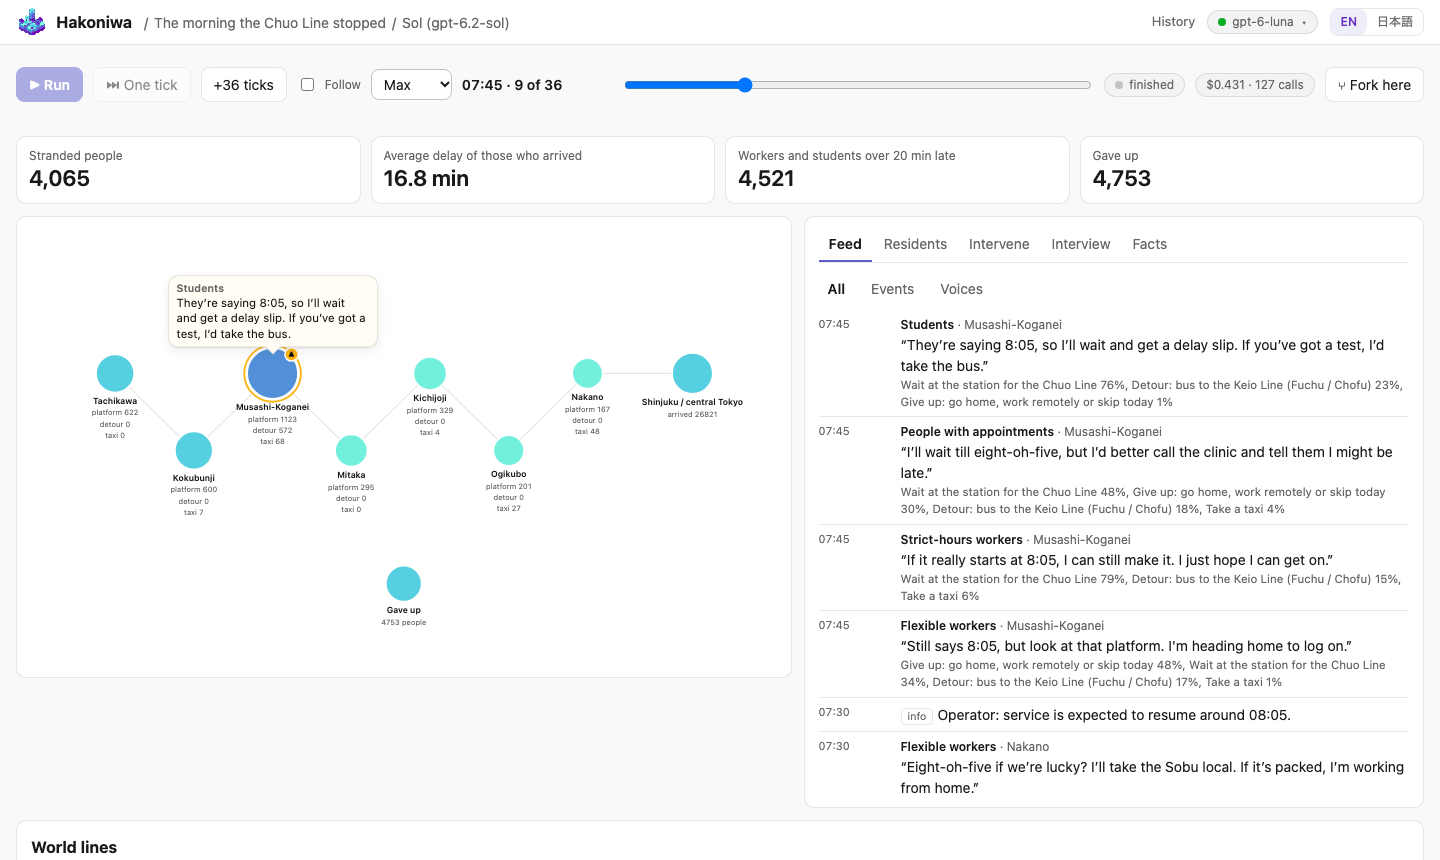 Hakoniwa / The morning the Chuo Line stopped / Sol (gpt-6.2-sol)
History
gpt-6-luna
EN
日本語
Run
One tick
+36 ticks
Follow
Max
07:45 · 9 of 36
finished
$0.431 · 127 calls
Fork here
Stranded people
4,065
Average delay of those who arrived
16.8 min
Workers and students over 20 min late
4,521
Gave up
4,753
Students
They’re saying 8:05, so I’ll wait
and get a delay slip. If you’ve got a
test, I’d take the bus.
Tachikawa
platform 622
detour 0
taxi 0
Kokubunji
platform 600
detour 0
taxi 7
Musashi-Koganei
platform 1123
detour 572
taxi 68
Mitaka
platform 295
detour 0
taxi 0
Kichijoji
platform 329
detour 0
taxi 4
Ogikubo
platform 201
detour 0
taxi 27
Nakano
platform 167
detour 0
taxi 48
Shinjuku / central Tokyo
arrived 26821
Gave up
4753 people
Feed
Residents
Intervene
Interview
Facts
All
Events
Voices
07:45
Students · Musashi-Koganei
“They’re saying 8:05, so I’ll wait and get a delay slip. If you’ve got a test, I’d
take the bus.”
Wait at the station for the Chuo Line 76%, Detour: bus to the Keio Line (Fuchu / Chofu) 23%,
Give up: go home, work remotely or skip today 1%
07:45
People with appointments · Musashi-Koganei
“I’ll wait till eight-oh-five, but I’d better call the clinic and tell them I might be
late.”
Wait at the station for the Chuo Line 48%, Give up: go home, work remotely or skip today
30%, Detour: bus to the Keio Line (Fuchu / Chofu) 18%, Take a taxi 4%
07:45
Strict-hours workers · Musashi-Koganei
“If it really starts at 8:05, I can still make it. I just hope I can get on.”
Wait at the station for the Chuo Line 79%, Detour: bus to the Keio Line (Fuchu / Chofu) 15%,
Take a taxi 6%
07:45
Flexible workers · Musashi-Koganei
“Still says 8:05, but look at that platform. I'm heading home to log on.”
Give up: go home, work remotely or skip today 48%, Wait at the station for the Chuo Line
34%, Detour: bus to the Keio Line (Fuchu / Chofu) 17%, Take a taxi 1%
07:30
info Operator: service is expected to resume around 08:05.
07:30
Flexible workers · Nakano
“Eight-oh-five if we’re lucky? I’ll take the Sobu local. If it’s packed, I’m working
from home.”
World lines